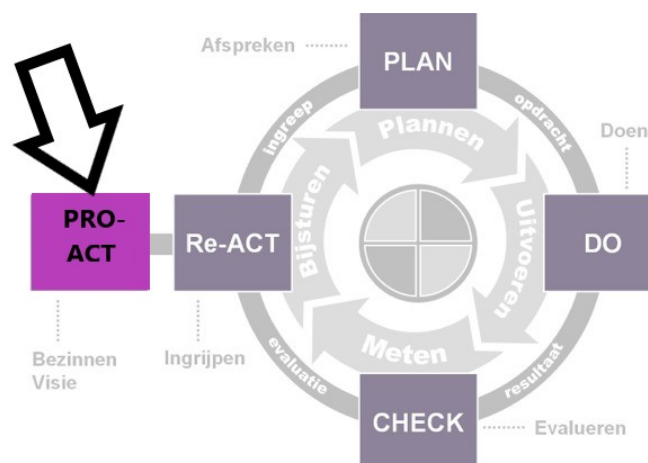 Afspreken
PLAN
ingreep
Plannen
opdracht
Doen
PRO-
ACT
Re-ACT
Bijsturen
Uitvoeren
DO
Bezinnen
Visie
Ingrijpen
evaluatie
Meten
resultaat
CHECK
Evalueren